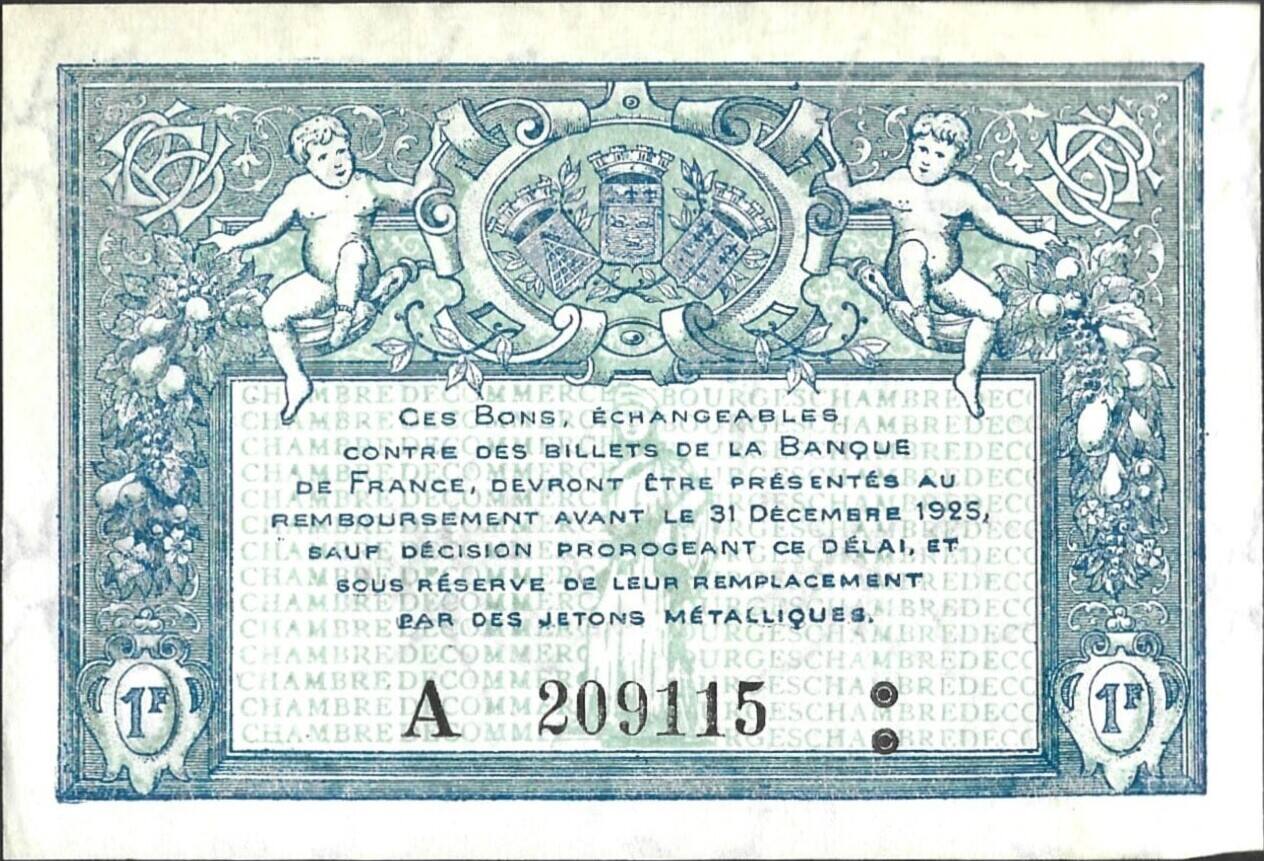 CES BONS, ÉCHANGEABLES
CONTRE DES BILLETS DE LA BANQUE
DE FRANCE, DEVRONT ÊTRE PRÉSENTÉS AU
REMBOURSEMENT AVANT LE 31 DÉCEMBRE 1925,
SAUF DÉCISION PROROGEANT CE DÉLAI, ET
SOUS RÉSERVE DE LEUR REMPLACEMENT
PAR DES JETONS MÉTALLIQUES.
A 209115
1F 1F